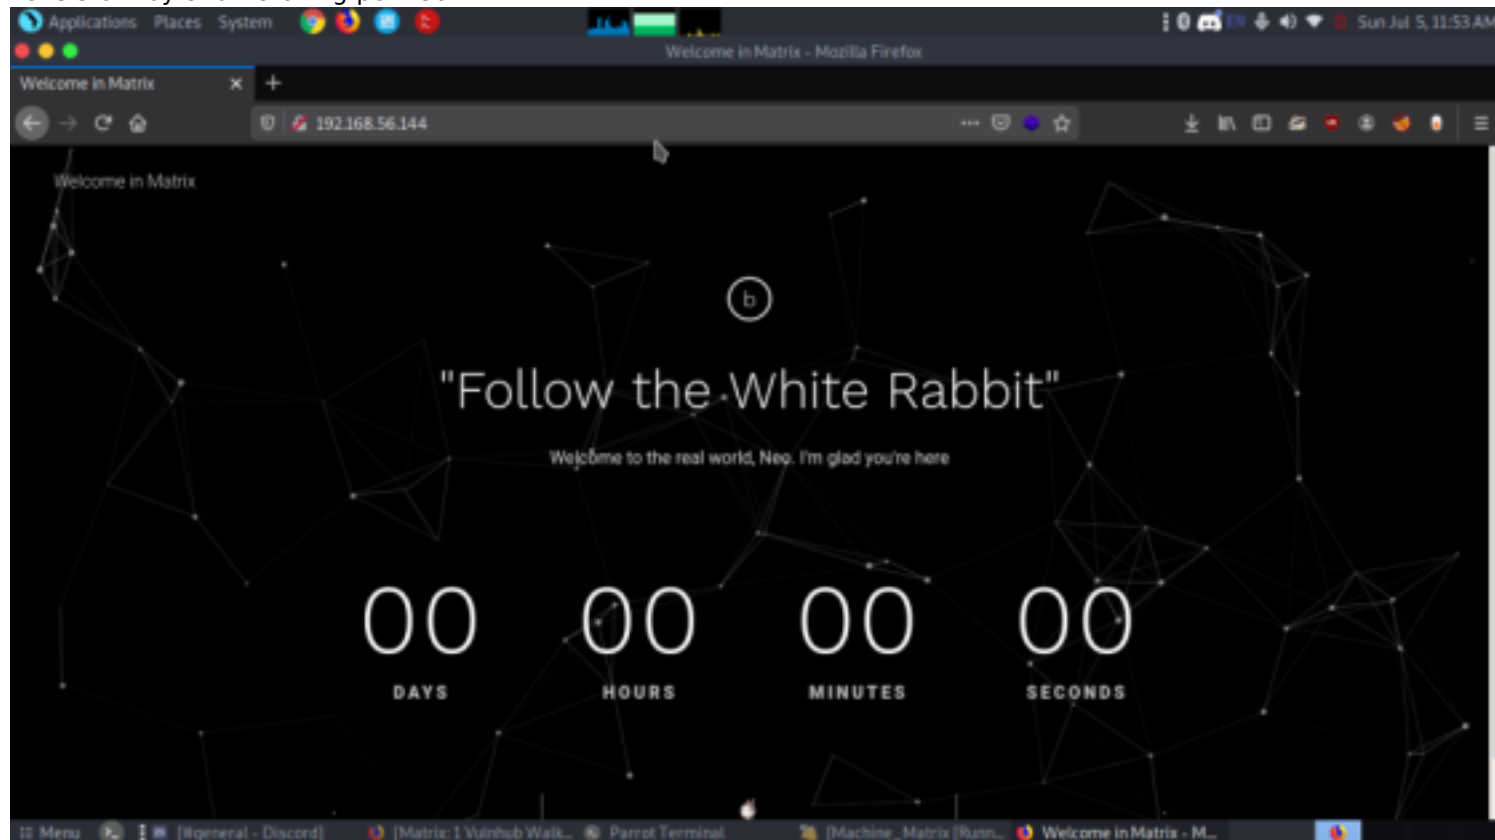 Applications Places System EN Sun Jul 5, 11:53 AM
Welcome in Matrix - Mozilla Firefox
Welcome in Matrix
192.168.56.144
Welcome in Matrix
b
"Follow the White Rabbit"
Welcome to the real world, Neo. I'm glad you're here
00 00 00 00
DAYS HOURS MINUTES SECONDS
Menu [#general - Discord] [Matrix: 1 Vulnhub Walk... Parrot Terminal [Machine_Matrix [Runn... Welcome in Matrix - M...